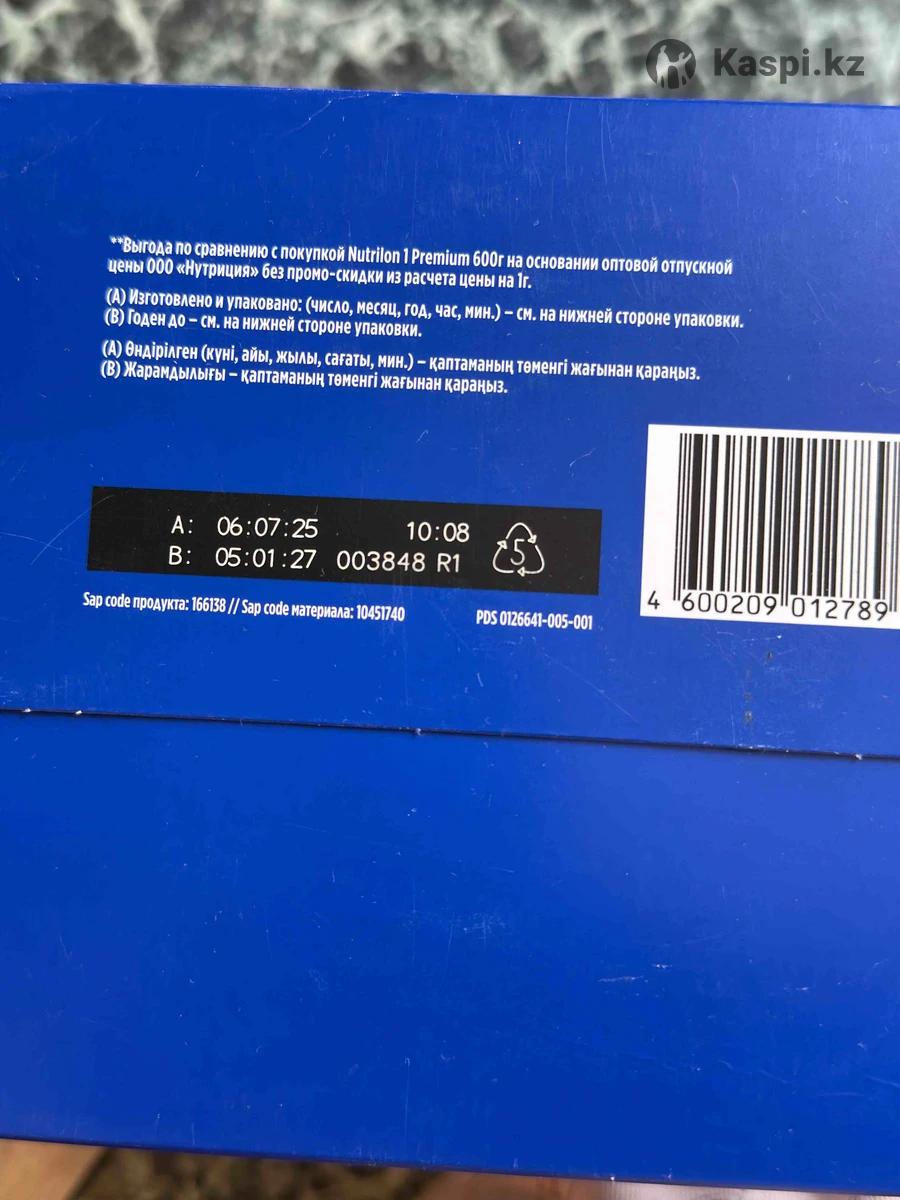 Kaspi.kz
**Выгода по сравнению с покупкой Nutrilon 1 Premium 600г на основании оптовой отпускной
цены ООО «Нутриция» без промо-скидки из расчета цены на 1г.
(A) Изготовлено и упаковано: (число, месяц, год, час, мин.) – см. на нижней стороне упаковки.
(B) Годен до – см. на нижней стороне упаковки.
(A) Өндірілген (күні, айы, жылы, сағаты, мин.) – қаптаманың төменгі жағынан қараңыз.
(B) Жарамдылығы – қаптаманың төменгі жағынан қараңыз.
A: 06:07:25 10:08
B: 05:01:27 003848 R1
5
Sap code продукта: 166138 // Sap code материала: 10451740
PDS 0126641-005-001
4 600209 012789